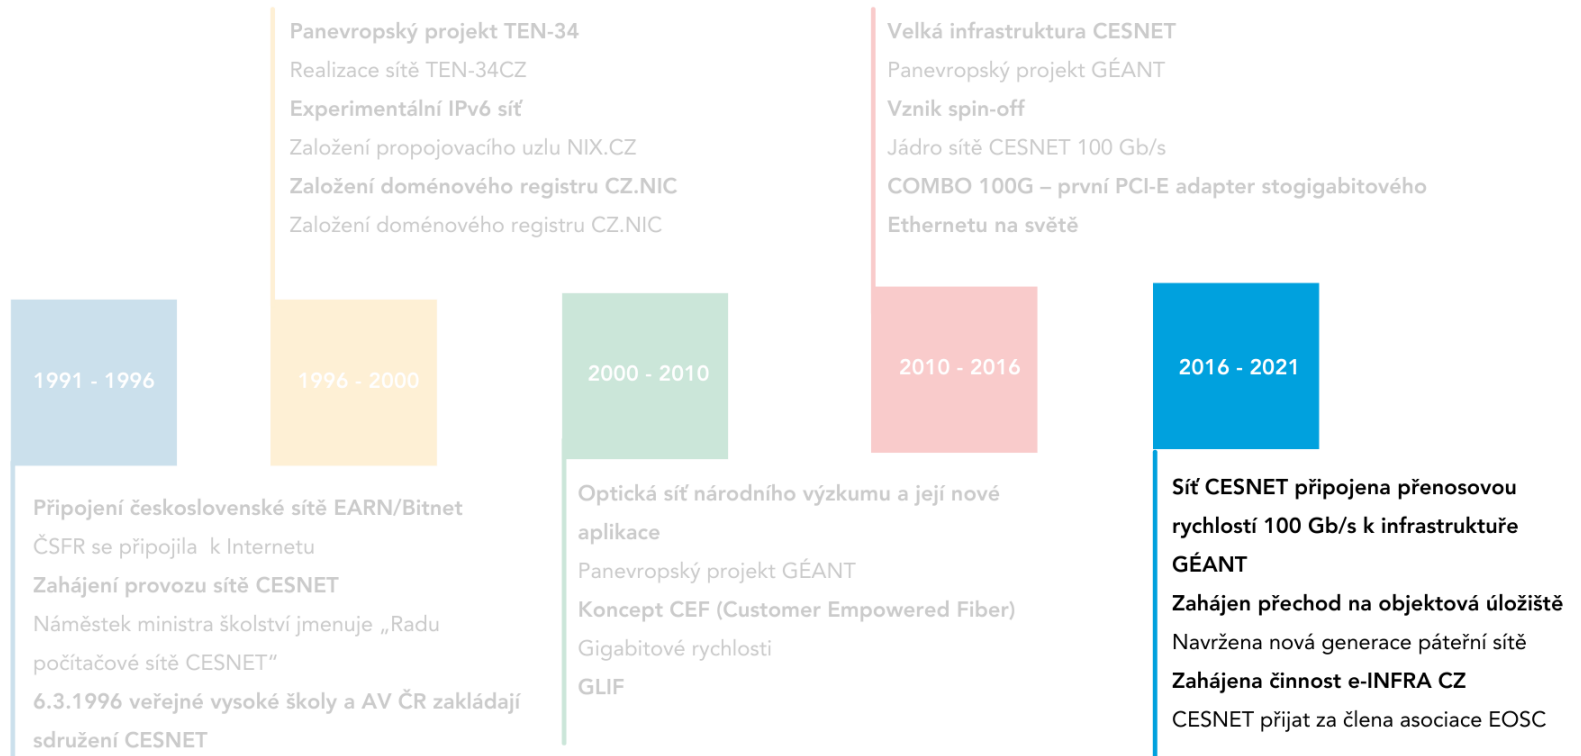 Panevropský projekt TEN-34
Realizace sítě TEN-34CZ
Experimentální IPv6 síť
Založení propojovacího uzlu NIX.CZ
Založení doménového registru CZ.NIC
Založení doménového registru CZ.NIC
Velká infrastruktura CESNET
Panevropský projekt GÉANT
Vznik spin-off
Jádro sítě CESNET 100 Gb/s
COMBO 100G – první PCI-E adapter stogigabitového
Ethernetu na světě
1991 - 1996
1996 - 2000
2000 - 2010
2010 - 2016
2016 - 2021
Připojení československé sítě EARN/Bitnet
ČSFR se připojila  k Internetu
Zahájení provozu sítě CESNET
Náměstek ministra školství jmenuje „Radu
počítačové sítě CESNET“
6.3.1996 veřejné vysoké školy a AV ČR zakládají
sdružení CESNET
Optická síť národního výzkumu a její nové
aplikace
Panevropský projekt GÉANT
Koncept CEF (Customer Empowered Fiber)
Gigabitové rychlosti
GLIF
Síť CESNET připojena přenosovou
rychlostí 100 Gb/s k infrastruktuře
GÉANT
Zahájen přechod na objektová úložiště
Navržena nová generace páteřní sítě
Zahájena činnost e-INFRA CZ
CESNET přijat za člena asociace EOSC